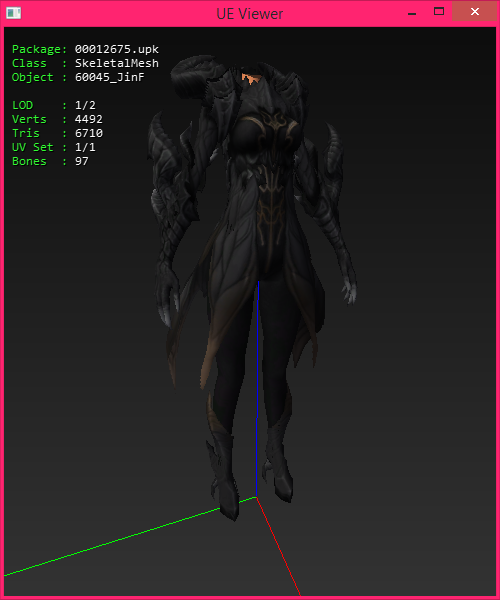 UE Viewer
Package: 00012675.upk
Class  : SkeletalMesh
Object : 60045_JinF
LOD    : 1/2
Verts  : 4492
Tris   : 6710
UV Set : 1/1
Bones  : 97